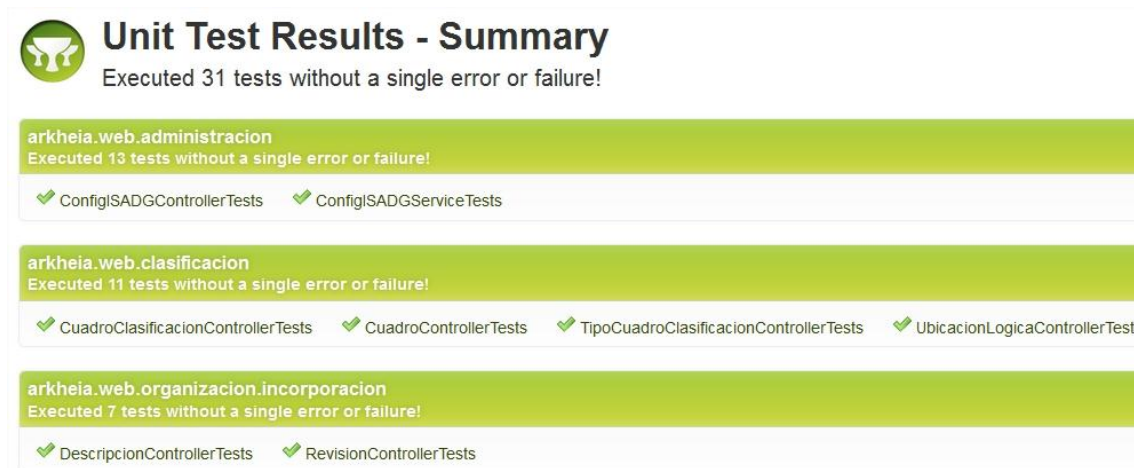 Unit Test Results - Summary
Executed 31 tests without a single error or failure!
arkheia.web.administracion
Executed 13 tests without a single error or failure!
ConfigISADGControllerTests ConfigISADGServiceTests
arkheia.web.clasificacion
Executed 11 tests without a single error or failure!
CuadroClasificacionControllerTests CuadroControllerTests TipoCuadroClasificacionControllerTests UbicacionLogicaControllerTest
arkheia.web.organizacion.incorporacion
Executed 7 tests without a single error or failure!
DescripcionControllerTests RevisionControllerTests